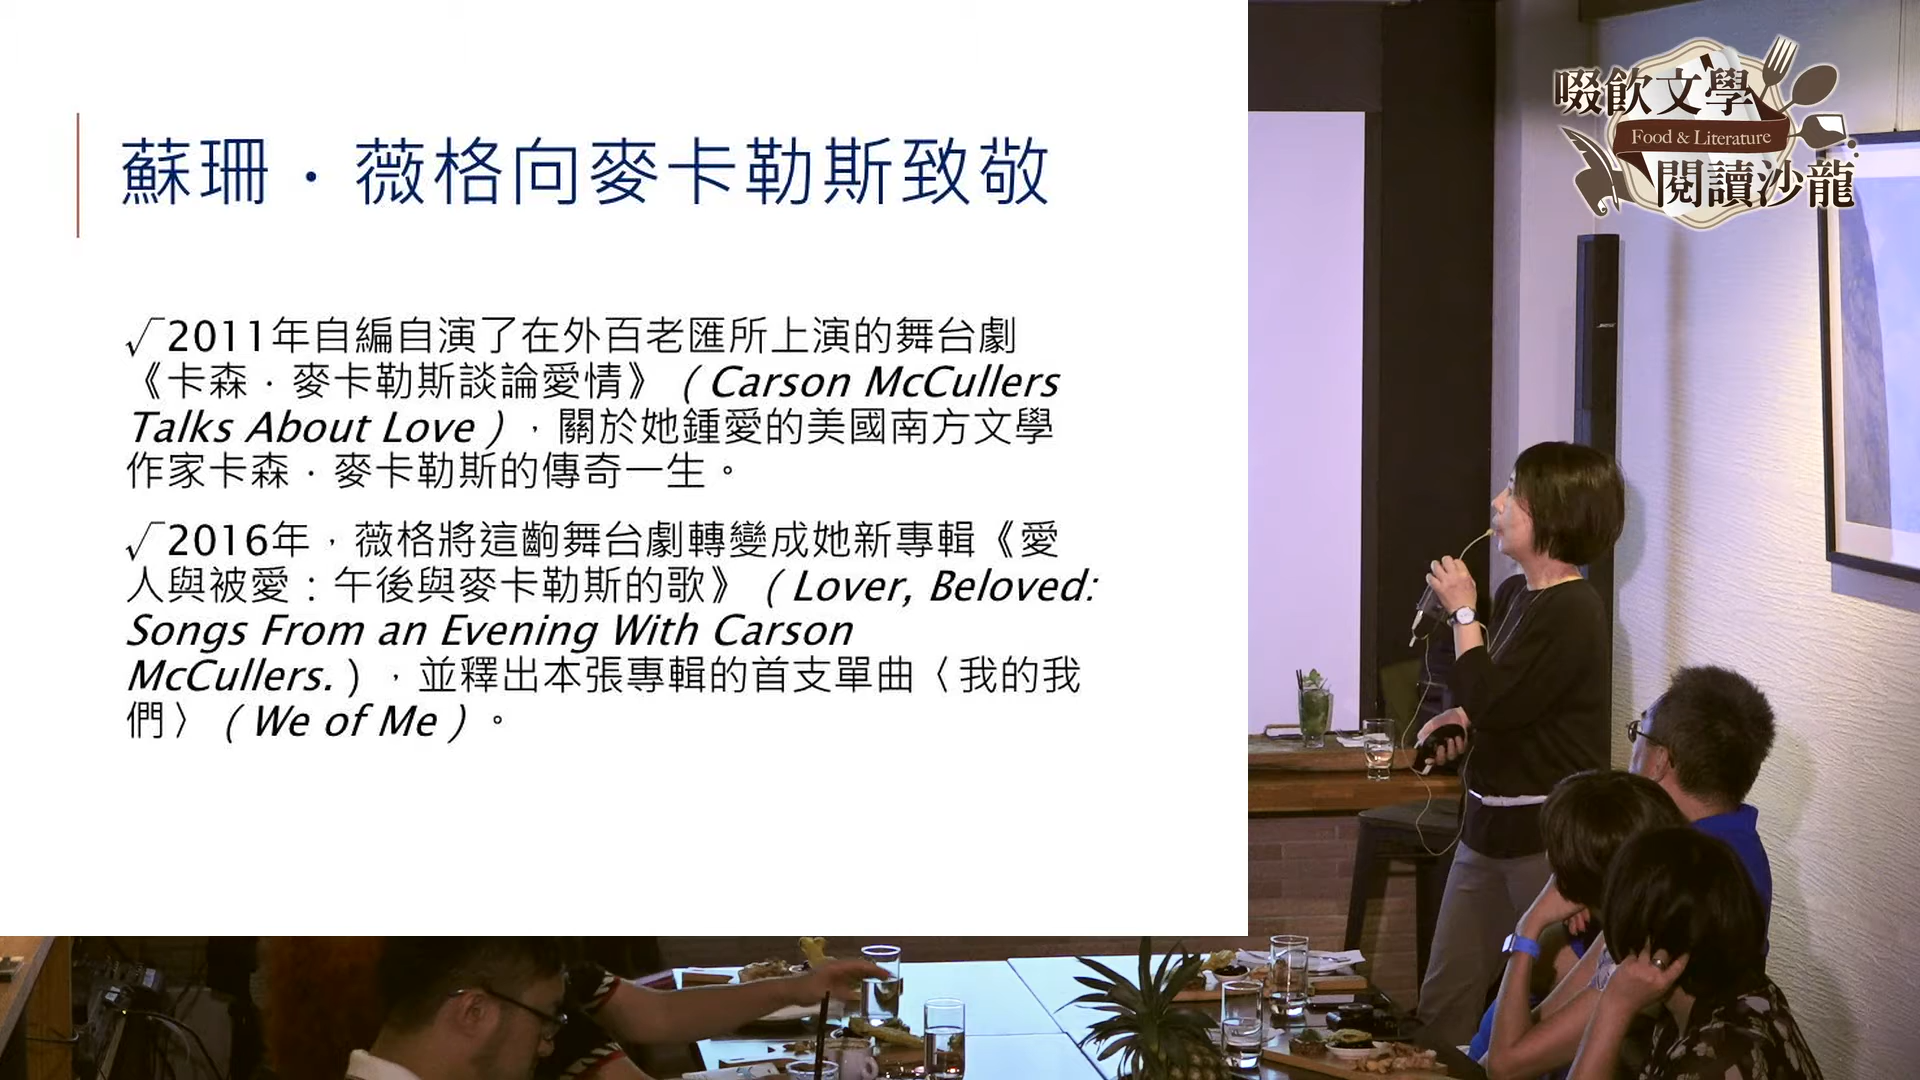 蘇珊．薇格向麥卡勒斯致敬
√2011年自編自演了在外百老匯所上演的舞台劇
《卡森．麥卡勒斯談論愛情》（Carson McCullers
Talks About Love），關於她鍾愛的美國南方文學
作家卡森．麥卡勒斯的傳奇一生。
√2016年，薇格將這齣舞台劇轉變成她新專輯《愛
人與被愛：午後與麥卡勒斯的歌》（Lover, Beloved:
Songs From an Evening With Carson
McCullers.），並釋出本張專輯的首支單曲〈我的我
們〉（We of Me）。
啜飲文學
Food & Literature
閱讀沙龍